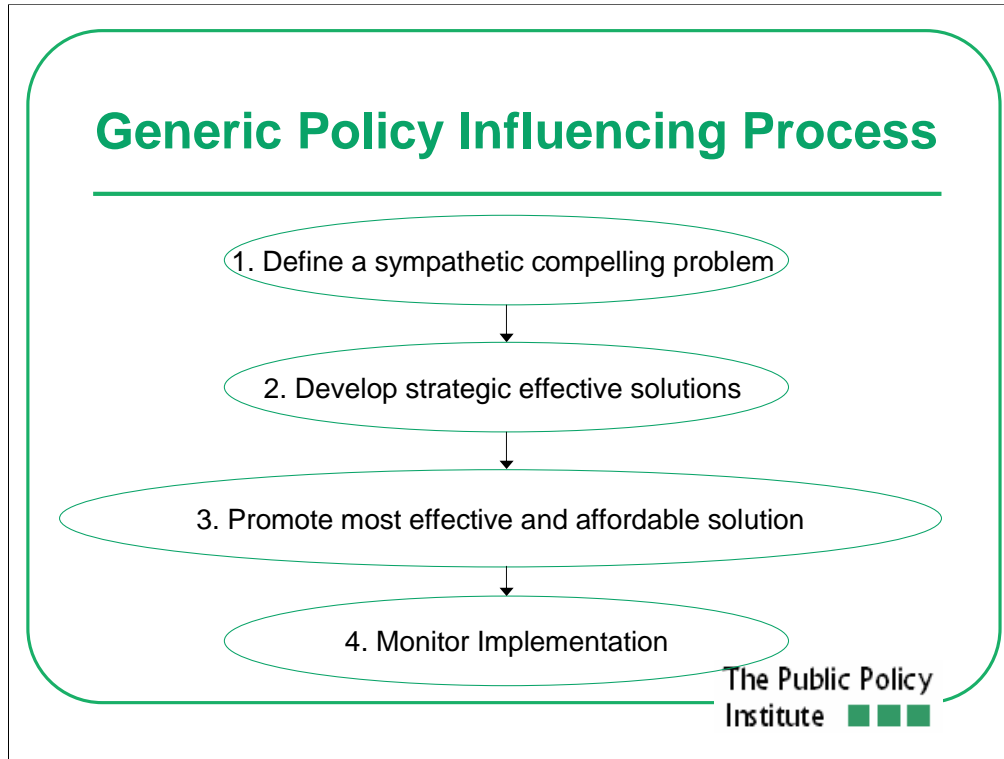 Generic Policy Influencing Process
1. Define a sympathetic compelling problem
2. Develop strategic effective solutions
3. Promote most effective and affordable solution
4. Monitor Implementation
The Public Policy
Institute